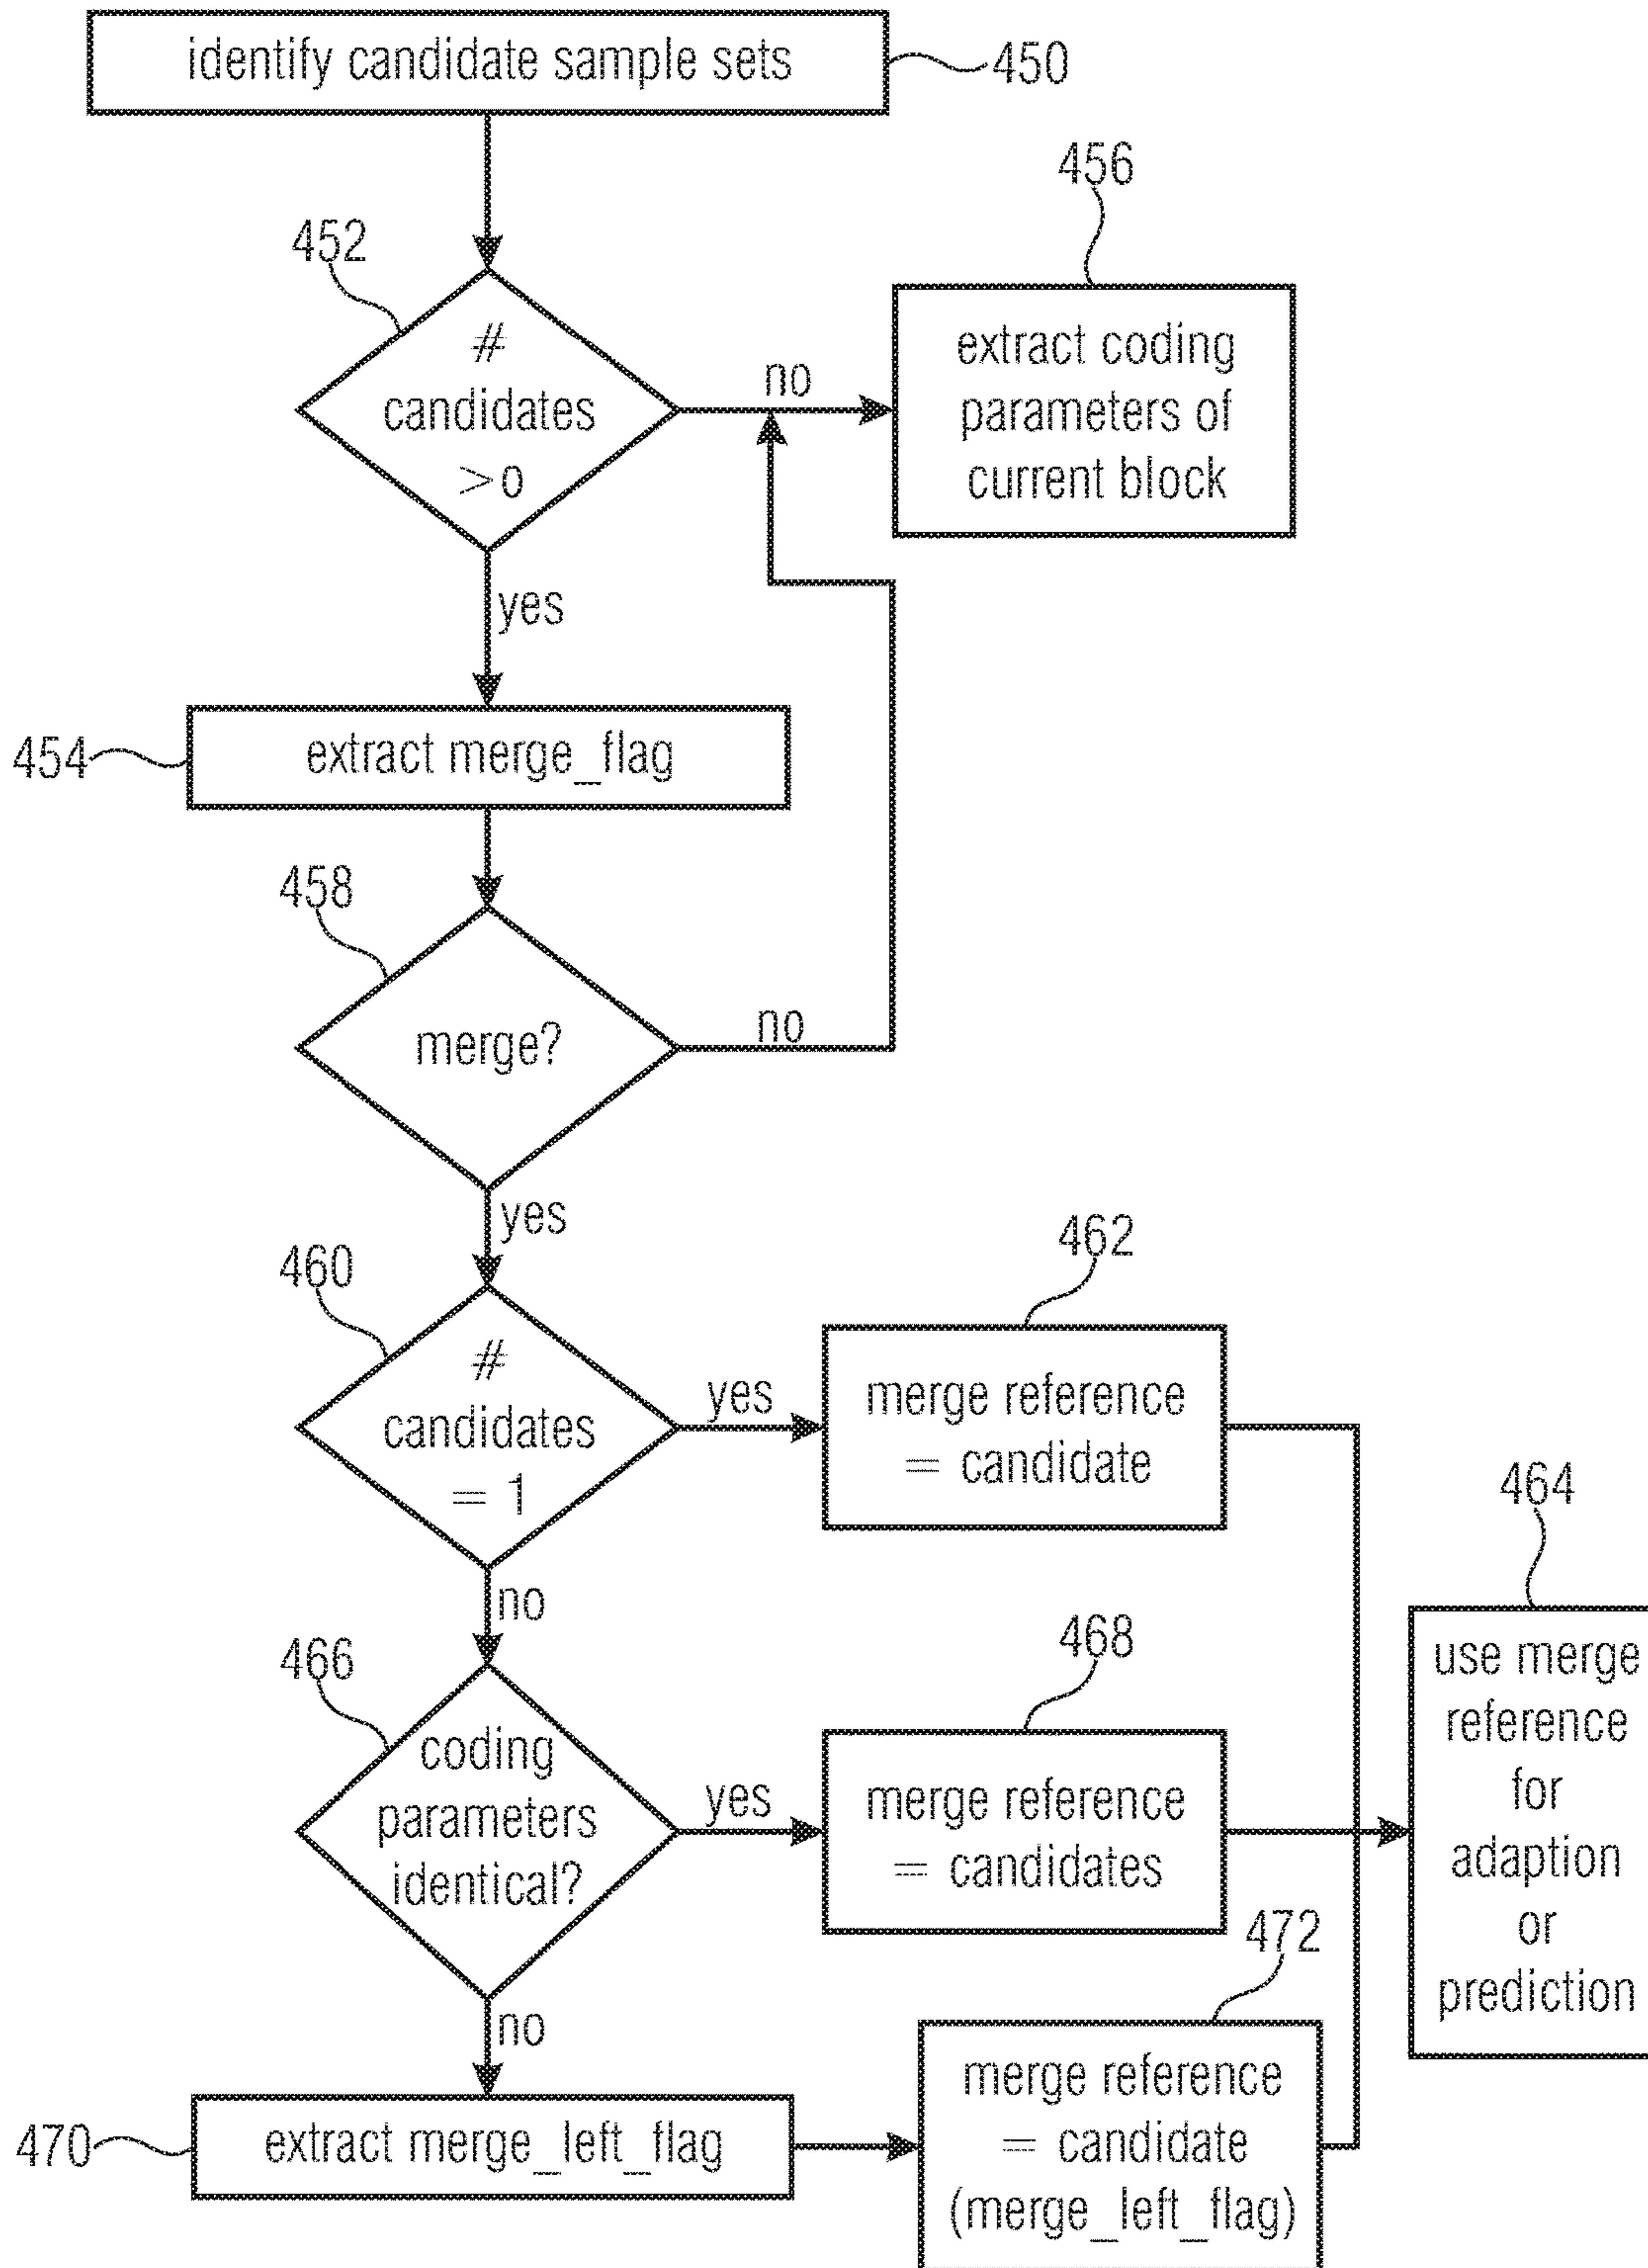 identify candidate sample sets
450
456
452
#
candidates
>0
no
extract coding
parameters of
current block
yes
454
extract merge_flag
458
merge?
no
yes
460
#
candidates
= 1
yes
462
merge reference
= candidate
464
use merge
reference
for
adaption
or
prediction
no
466
coding
parameters
identical?
yes
468
merge reference
= candidates
472
no
470
extract merge_left_flag
merge reference
= candidate
(merge_left_flag)